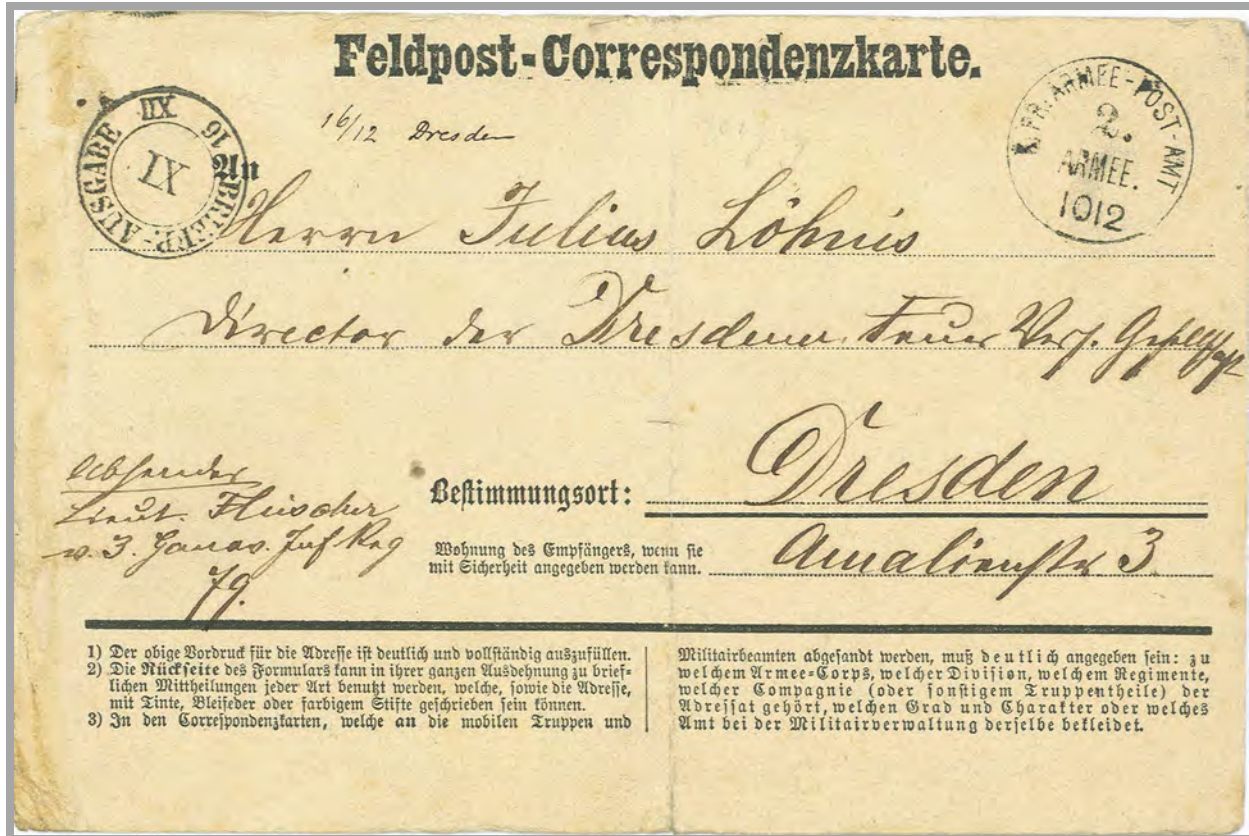 Feldpost-Correspondenzkarte.
BRIEF-AUSGABE 16 XII
IX
K. PR. ARMEE-POST-AMT
2.
ARMEE.
1012
16/12 Dresden
An
Herrn Julius Löhnis
Director der Dresdener Feuer Vers.
Bestimmungsort: Dresden
Wohnung des Empfängers, wenn sie
mit Sicherheit angegeben werden kann.
Amalienstr 3
Absender
Lieut.
v. 3. Hanov. Inf Reg
79.
1) Der obige Vordruck für die Adresse ist deutlich und vollständig auszufüllen.
2) Die Rückseite des Formulars kann in ihrer ganzen Ausdehnung zu brief-
lichen Mittheilungen jeder Art benutzt werden, welche, sowie die Adresse,
mit Tinte, Bleifeder oder farbigem Stifte geschrieben sein können.
3) In den Correspondenzkarten, welche an die mobilen Truppen und
Militairbeamten abgesandt werden, muß deutlich angegeben sein: zu
welchem Armee-Corps, welcher Division, welchem Regimente,
welcher Compagnie (oder sonstigem Truppentheile) der
Adressat gehört, welchen Grad und Charakter oder welches
Amt bei der Militairverwaltung derselbe bekleidet.